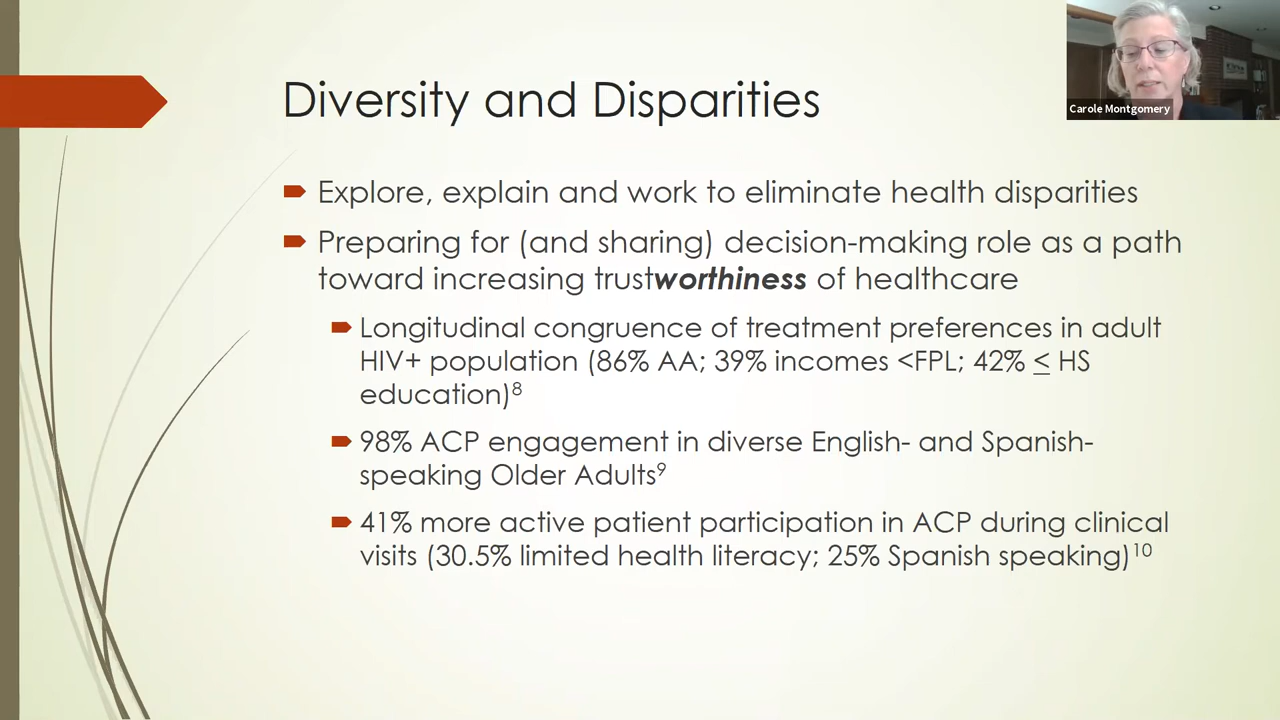 Diversity and Disparities
Carole Montgomery
Explore, explain and work to eliminate health disparities
Preparing for (and sharing) decision-making role as a path
toward increasing trustworthiness of healthcare
Longitudinal congruence of treatment preferences in adult
HIV+ population (86% AA; 39% incomes <FPL; 42% < HS
education)8
98% ACP engagement in diverse English- and Spanish-
speaking Older Adults9
41% more active patient participation in ACP during clinical
visits (30.5% limited health literacy; 25% Spanish speaking)10